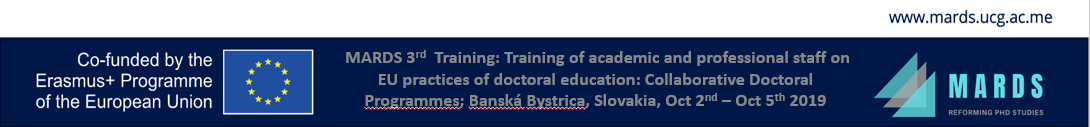 www.mards.ucg.ac.me
Co-funded by the
Erasmus+ Programme
of the European Union
MARDS 3rd Training: Training of academic and professional staff on
EU practices of doctoral education: Collaborative Doctoral
Programmes; Banská Bystrica, Slovakia, Oct 2nd – Oct 5th 2019
MARDS
REFORMING PHD STUDIES